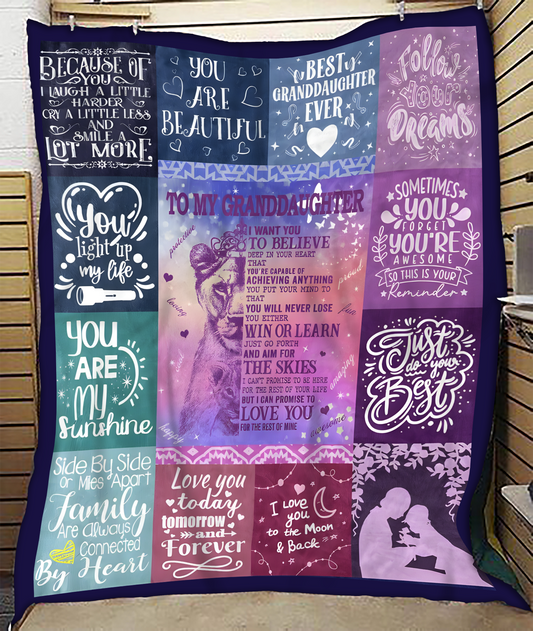 BECAUSE OF
YOU
I LAUGH A LITTLE
HARDER
CRY A LITTLE LESS
AND
SMILE A
LOT MORE.
YOU
ARE
BEAUTIFUL
BEST
GRANDDAUGHTER
EVER
Follow
Your
Dreams
You
light up
my life
TO MY GRANDDAUGHTER
I WANT YOU
TO BELIEVE
DEEP IN YOUR HEART
THAT
YOU'RE CAPABLE OF
ACHIEVING ANYTHING
YOU PUT YOUR MIND TO
THAT
YOU WILL NEVER LOSE
YOU EITHER
WIN OR LEARN
JUST GO FORTH
AND AIM FOR
THE SKIES
I CAN'T PROMISE TO BE HERE
FOR THE REST OF YOUR LIFE
BUT I CAN PROMISE TO
LOVE YOU
FOR THE REST OF MINE
protective
loving
happy
proud
fun
amazing
awesome
SOMETIMES
YOU
FORGET
YOU'RE
AWESOME
SO THIS IS YOUR
Reminder
YOU
ARE
MY
Sunshine
Just
do your
Best
Side By Side
or Miles Apart
Family
Are Always
Connected
By Heart
Love you
today,
tomorrow
and
Forever
I Love
you
to the Moon
& Back